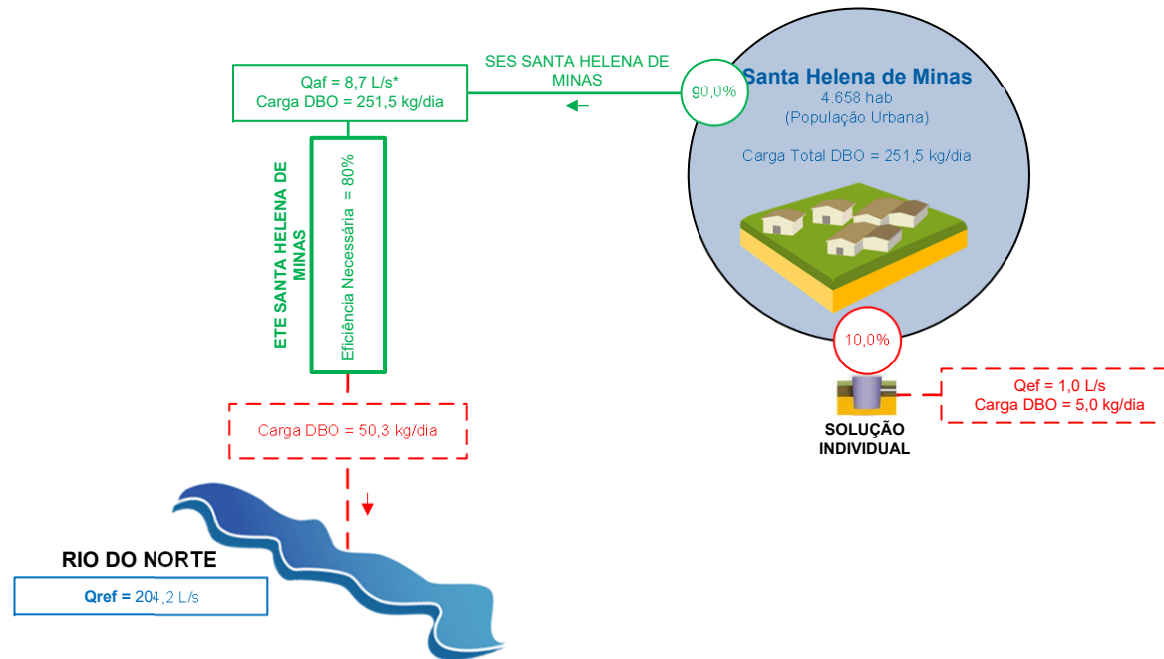 SES SANTA HELENA DE
MINAS
Qaf = 8,7 L/s*
Carga DBO = 251,5 kg/dia
90,0%
Santa Helena de Minas
4.658 hab
(População Urbana)
Carga Total DBO = 251,5 kg/dia
ETE SANTA HELENA DE
MINAS
Eficiência Necessária = 80%
10,0%
Qef = 1,0 L/s
Carga DBO = 5,0 kg/dia
SOLUÇÃO
INDIVIDUAL
Carga DBO = 50,3 kg/dia
RIO DO NORTE
Qref = 204,2 L/s